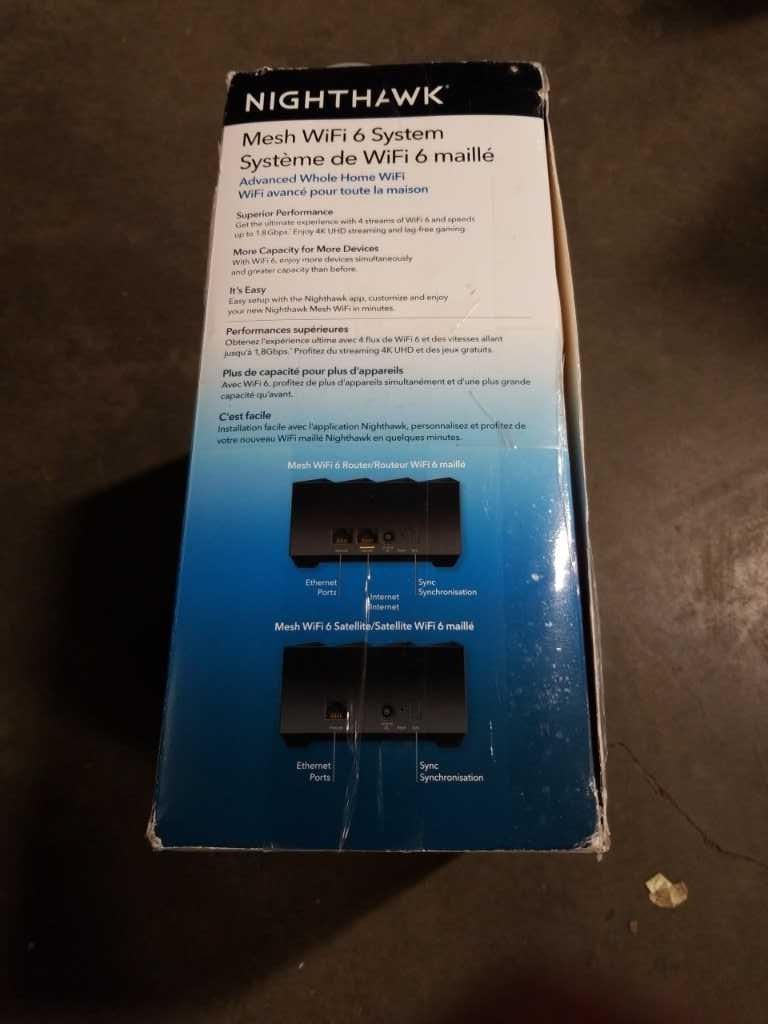 NIGHTHAWK
Mesh WiFi 6 System
Système de WiFi 6 maillé
Advanced Whole Home WiFi
WiFi avancé pour toute la maison
Superior Performance
Get the ultimate experience with 4 streams of WiFi 6 and speeds
up to 1.8Gbps.† Enjoy 4K UHD streaming and lag-free gaming.
More Capacity for More Devices
With WiFi 6, enjoy more devices simultaneously
and greater capacity than before.
It's Easy
Easy setup with the Nighthawk app, customize and enjoy
your new Nighthawk Mesh WiFi in minutes.
Performances supérieures
Obtenez l'expérience ultime avec 4 flux de WiFi 6 et des vitesses allant
jusqu'à 1,8Gbps.† Profitez du streaming 4K UHD et des jeux gratuits.
Plus de capacité pour plus d'appareils
Avec WiFi 6, profitez de plus d'appareils simultanément et d'une plus grande
capacité qu'avant.
C'est facile
Installation facile avec l'application Nighthawk, personnalisez et profitez de
votre nouveau WiFi maillé Nighthawk en quelques minutes.
Mesh WiFi 6 Router/Routeur WiFi 6 maillé
Ethernet
Ports
Internet
Internet
Sync
Synchronisation
Mesh WiFi 6 Satellite/Satellite WiFi 6 maillé
Ethernet
Ports
Sync
Synchronisation